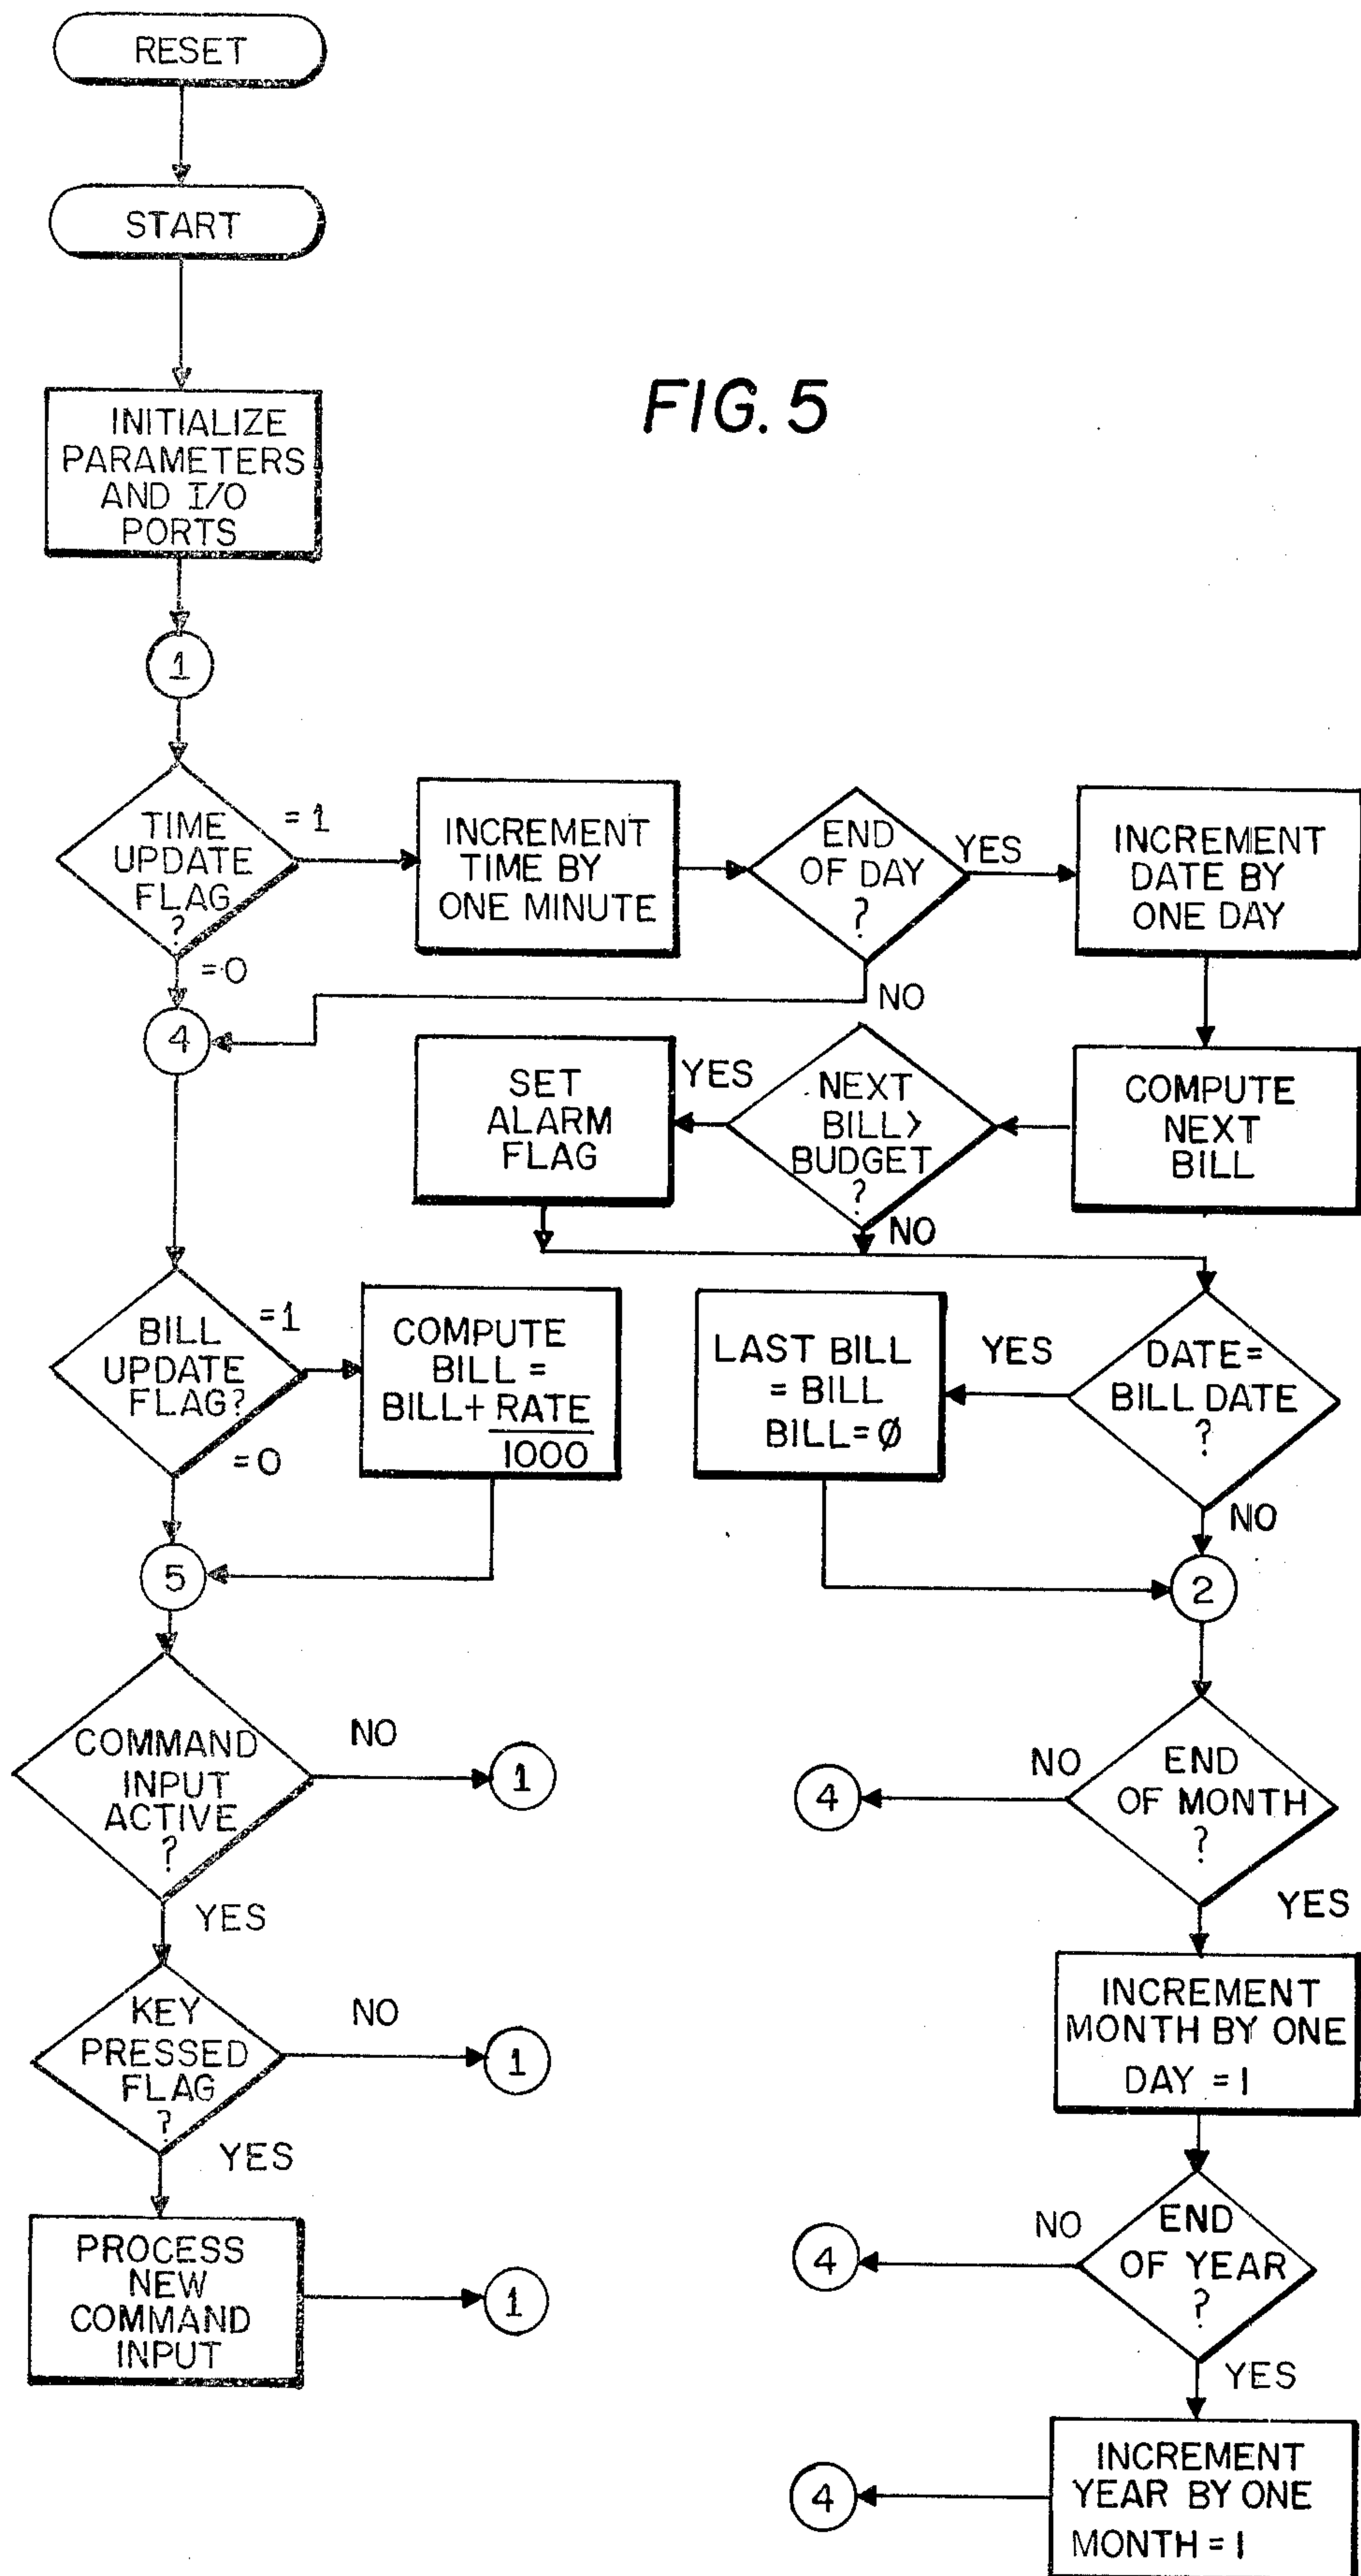 RESET
START
FIG. 5
INITIALIZE
PARAMETERS
AND I/O
PORTS
1
TIME
UPDATE
FLAG
?
= 1
= 0
INCREMENT
TIME BY
ONE MINUTE
END
OF DAY
?
YES
NO
INCREMENT
DATE BY
ONE DAY
4
SET
ALARM
FLAG
YES
NEXT
BILL >
BUDGET
?
NO
COMPUTE
NEXT
BILL
BILL
UPDATE
FLAG?
=1
=0
COMPUTE
BILL =
BILL+ RATE
1000
LAST BILL
= BILL
BILL=Ø
YES
DATE=
BILL DATE
?
NO
5
2
COMMAND
INPUT
ACTIVE
?
NO
1
YES
4
NO
END
OF MONTH
?
YES
KEY
PRESSED
FLAG
?
NO
1
YES
INCREMENT
MONTH BY ONE
DAY = 1
PROCESS
NEW
COMMAND
INPUT
1
4
NO
END
OF YEAR
?
YES
4
INCREMENT
YEAR BY ONE
MONTH = 1